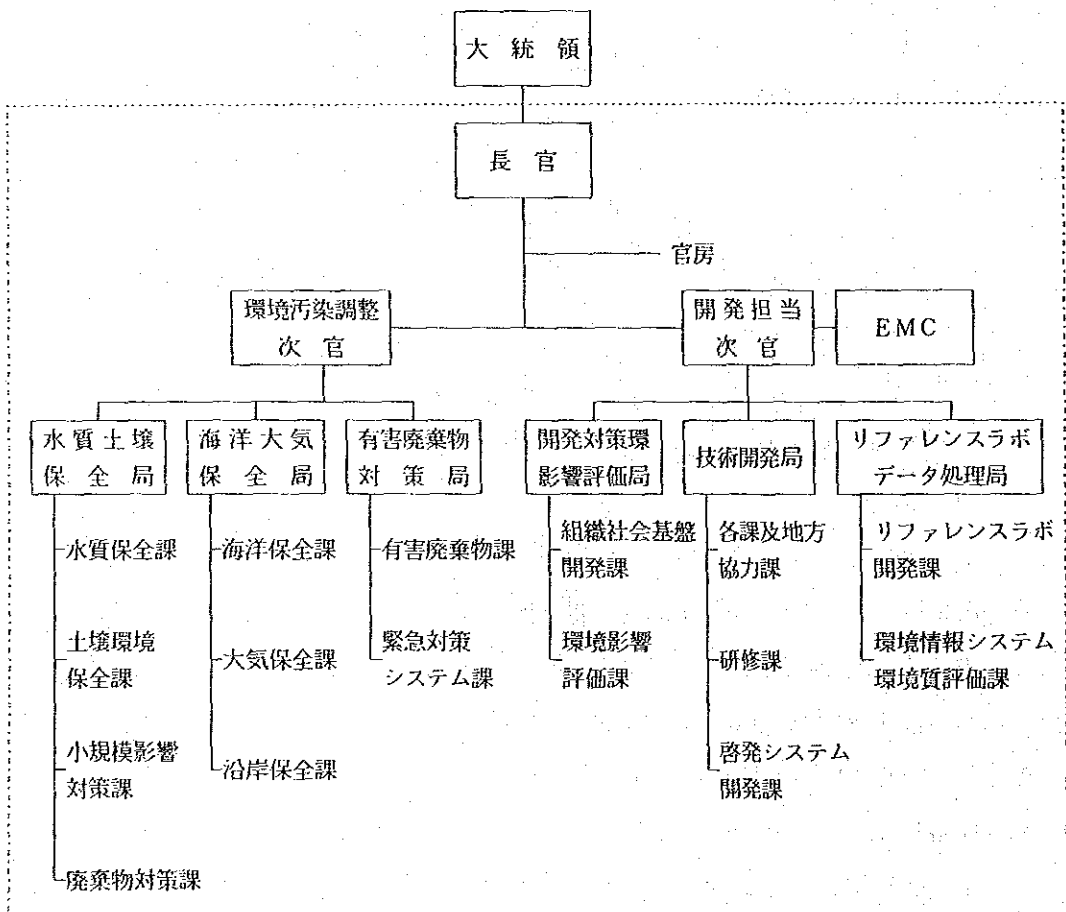 大統領
長官
官房
環境汚染調整
次官
開発担当
次官
EMC
水質土壌
保全局
海洋大気
保全局
有害廃棄物
対策局
開発対策環
影響評価局
技術開発局
リファレンスラボ
データ処理局
水質保全課
土壌環境
保全課
小規模影響
対策課
廃棄物対策課
海洋保全課
大気保全課
沿岸保全課
有害廃棄物課
緊急対策
システム課
組織社会基盤
開発課
環境影響
評価課
各課及地方
協力課
研修課
啓発システム
開発課
リファレンスラボ
開発課
環境情報システム
環境質評価課